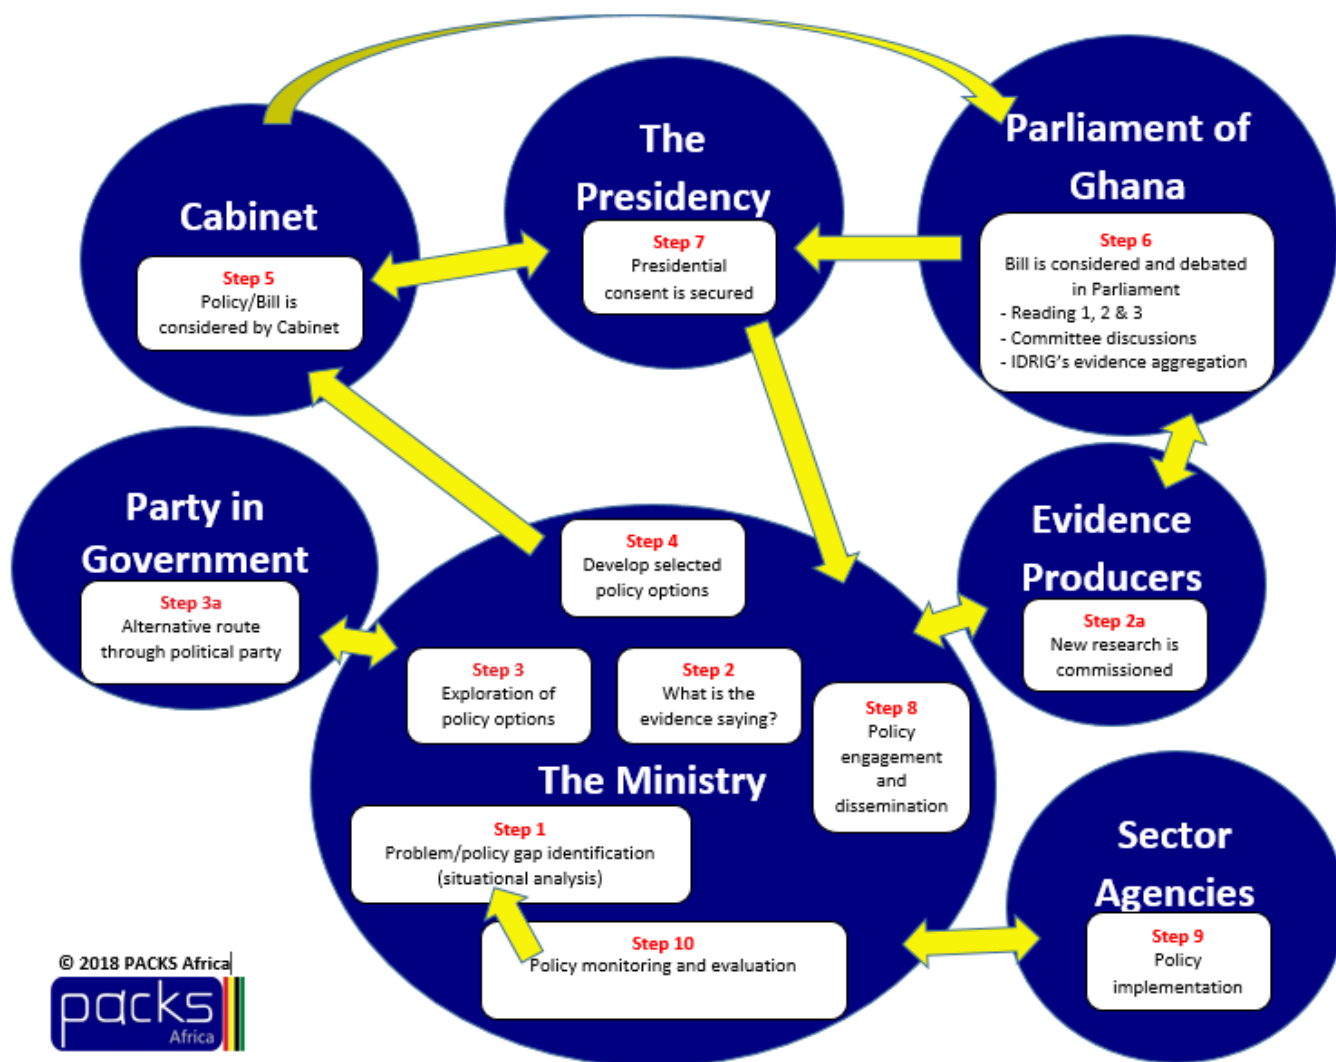 Cabinet
Step 5
Policy/Bill is
considered by Cabinet
The
Presidency
Step 7
Presidential
consent is secured
Parliament of
Ghana
Step 6
Bill is considered and debated
in Parliament
- Reading 1, 2 & 3
- Committee discussions
- IDRIG's evidence aggregation
Party in
Government
Step 3a
Alternative route
through political party
Evidence
Producers
Step 2a
New research is
commissioned
Step 4
Develop selected
policy options
Step 3
Exploration of
policy options
Step 2
What is the
evidence saying?
Step 8
Policy
engagement
and
dissemination
The Ministry
Step 1
Problem/policy gap identification
(situational analysis)
Step 10
Policy monitoring and evaluation
Sector
Agencies
Step 9
Policy
implementation
© 2018 PACKS Africa
packs
Africa